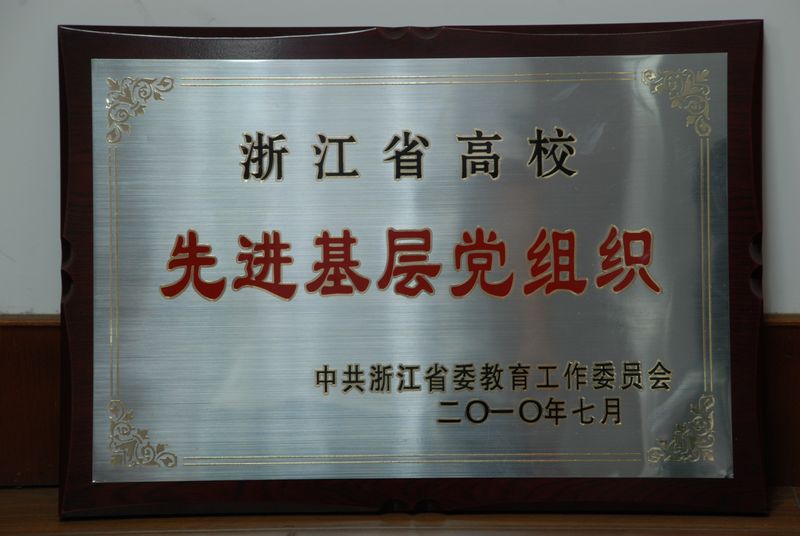 浙江省高校
先进基层党组织
中共浙江省委教育工作委员会
二〇一〇年七月